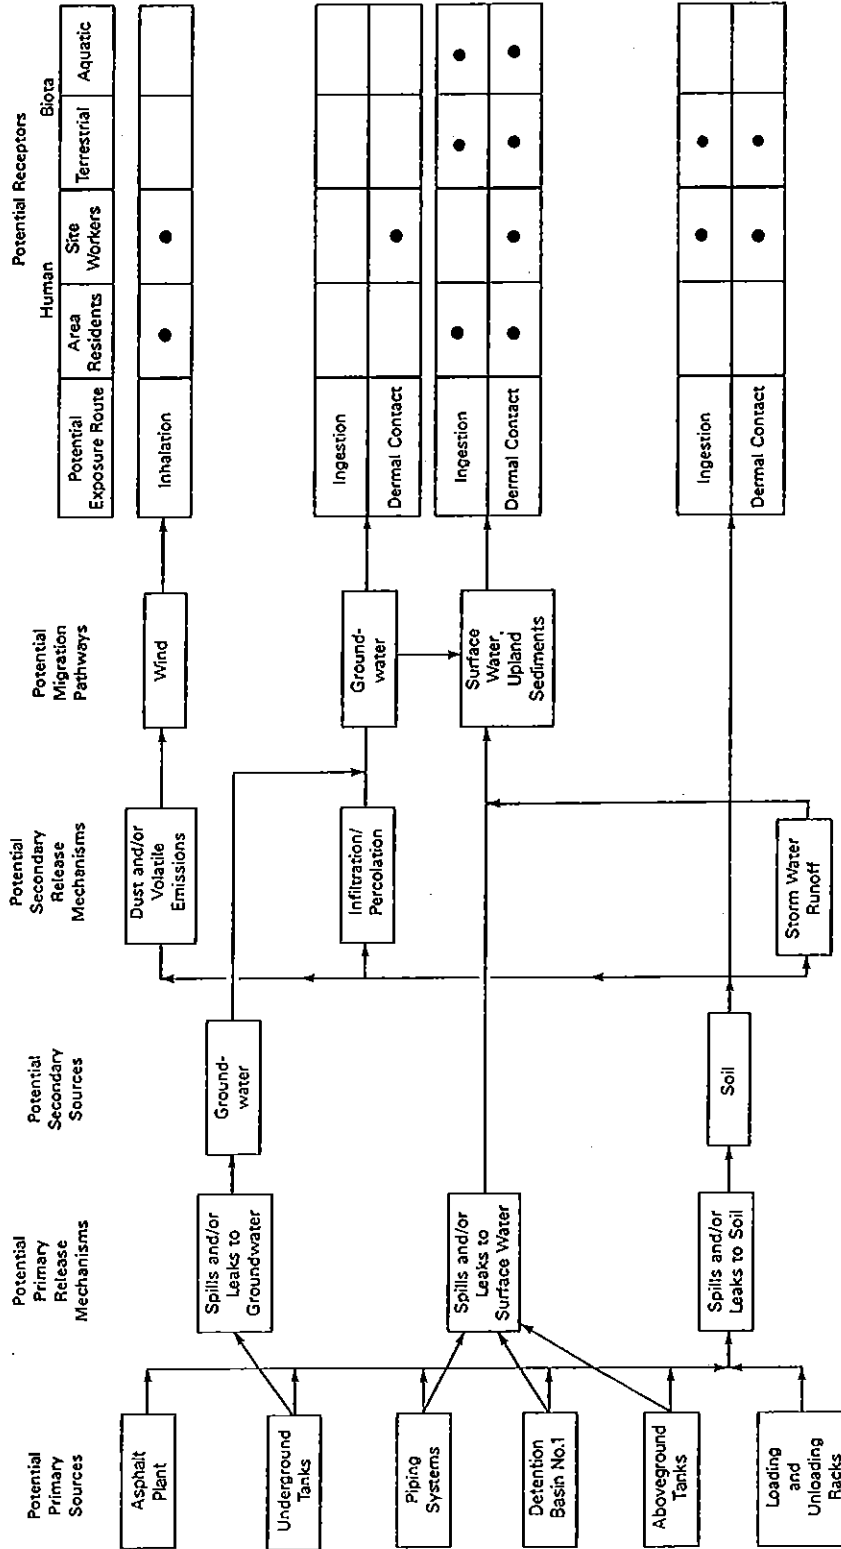 Potential
Primary
Sources
Potential
Primary
Release
Mechanisms
Potential
Secondary
Sources
Potential
Secondary
Release
Mechanisms
Potential
Migration
Pathways
Potential
Exposure Route
Potential Receptors
Human
Biota
Area
Residents
Site
Workers
Terrestrial
Aquatic
Asphalt
Plant
Underground
Tanks
Piping
Systems
Detention
Basin No.1
Aboveground
Tanks
Loading
and
Unloading
Racks
Spills and/or
Leaks to
Groundwater
Spills and/or
Leaks to
Surface Water
Spills and/or
Leaks to Soil
Ground-
water
Soil
Dust and/or
Volatile
Emissions
Infiltration/
Percolation
Storm Water
Runoff
Wind
Ground-
water
Surface
Water,
Upland
Sediments
Inhalation
Ingestion
Dermal Contact
Ingestion
Dermal Contact
Ingestion
Dermal Contact